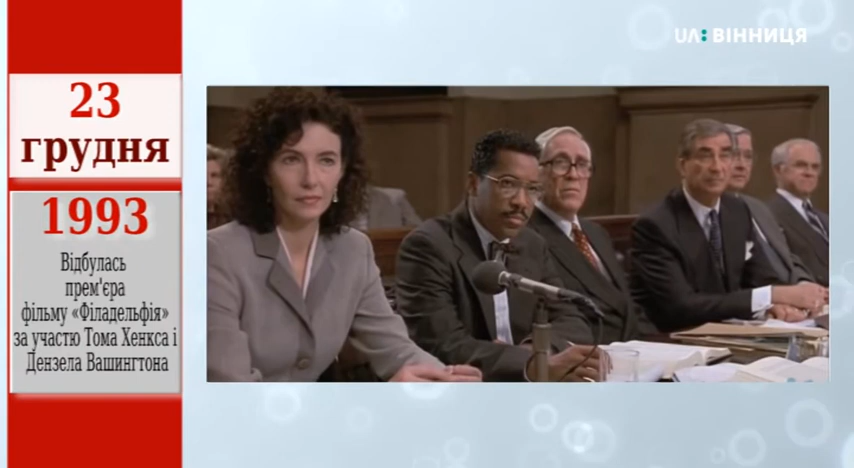 UA: ВІННИЦЯ
23
грудня
1993
Відбулась
прем'єра
фільму «Філадельфія»
за участю Тома Хенкса і
Дензела Вашингтона